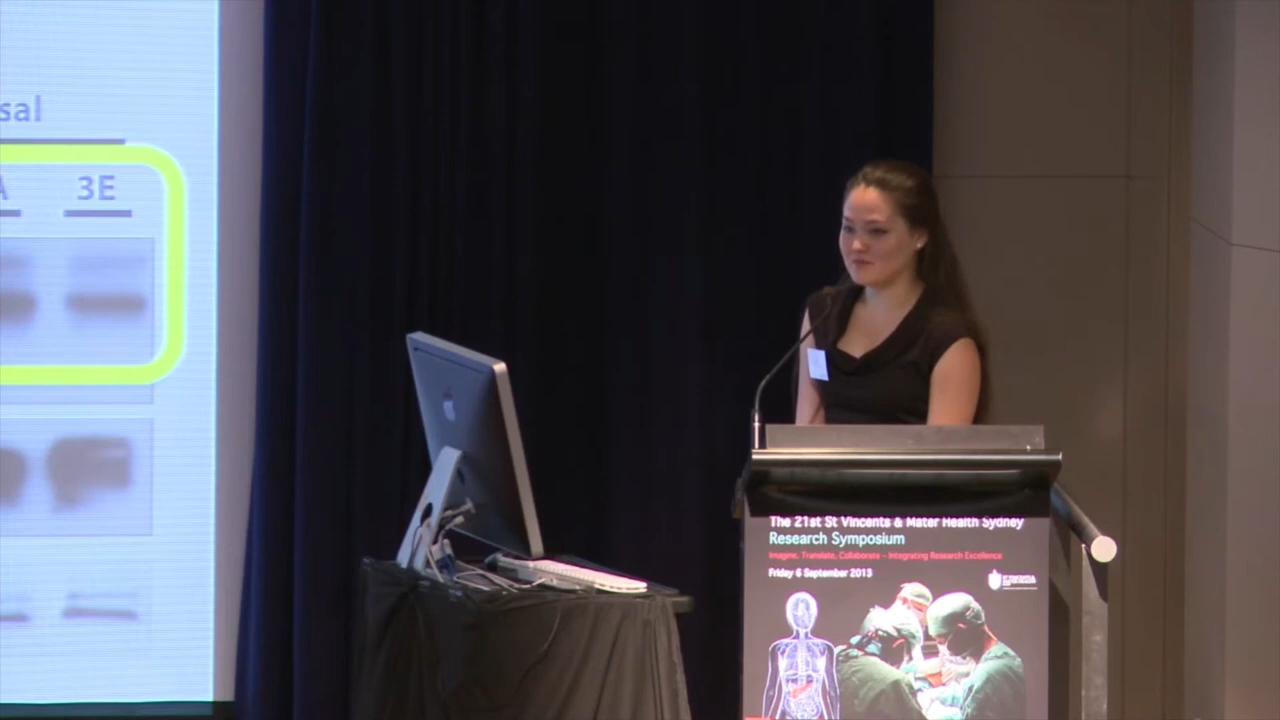 sal
A
3E
The 21st St Vincents & Mater Health Sydney
Research Symposium
Imagine, Translate, Collaborate – Integrating Research Excellence
Friday 6 September 2013